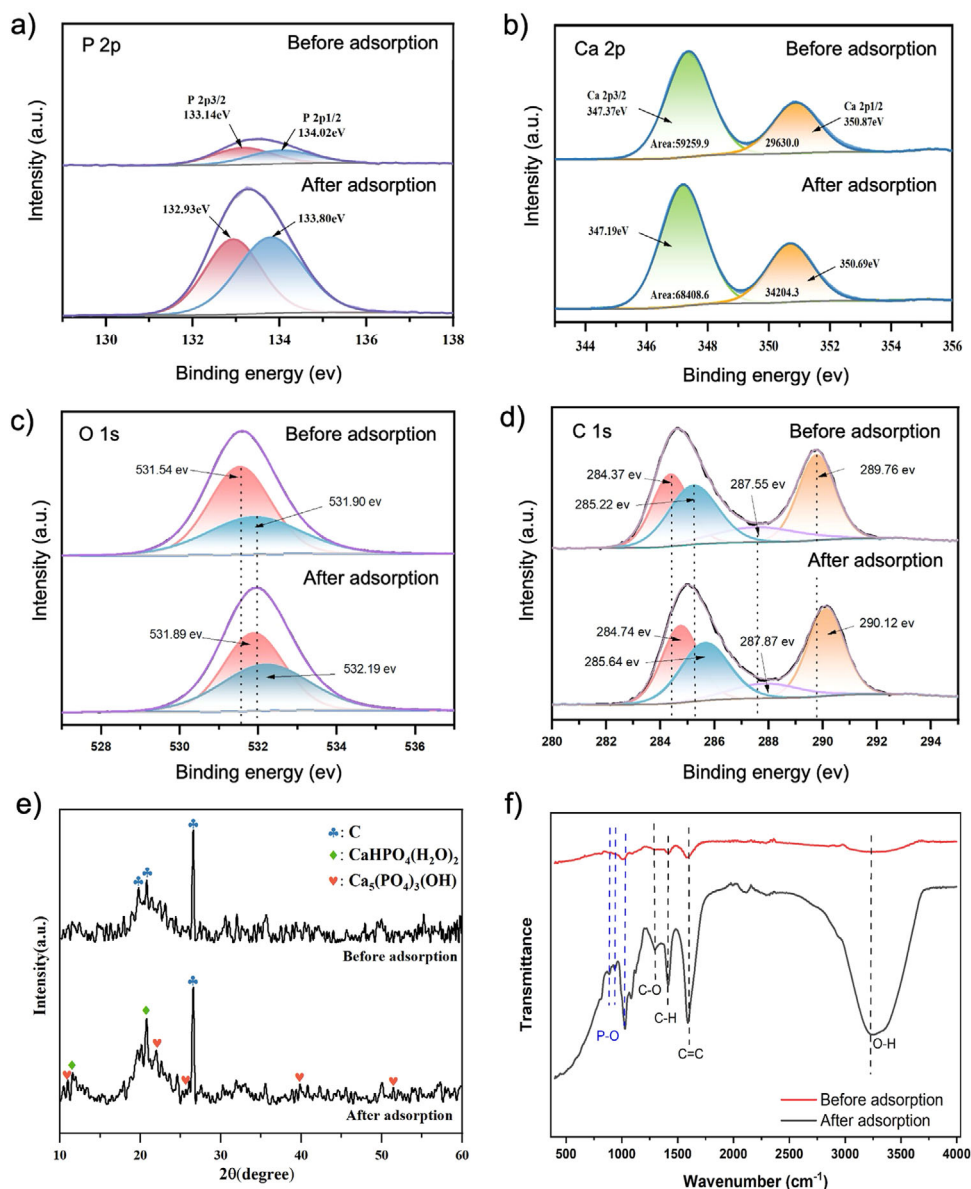 a)
P 2p
Before adsorption
P 2p3/2
133.14eV
P 2p1/2
134.02eV
After adsorption
132.93eV
133.80eV
Intensity (a.u.)
130 132 134 136 138
Binding energy (ev)
b)
Ca 2p
Before adsorption
Ca 2p3/2
347.37eV
Ca 2p1/2
350.87eV
Area:59259.9
29630.0
After adsorption
347.19eV
350.69eV
Area:68408.6
34204.3
Intensity (a.u.)
344 346 348 350 352 354 356
Binding energy (ev)
c)
O 1s
Before adsorption
531.54 ev
531.90 ev
After adsorption
531.89 ev
532.19 ev
Intensity (a.u.)
528 530 532 534 536
Binding energy (ev)
d)
C 1s
Before adsorption
284.37 ev
287.55 ev
289.76 ev
285.22 ev
After adsorption
284.74 ev
287.87 ev
290.12 ev
285.64 ev
Intensity (a.u.)
280 282 284 286 288 290 292 294
Binding energy (ev)
e)
♣: C
♦: CaHPO₄(H₂O)₂
♥: Ca₅(PO₄)₃(OH)
Before adsorption
After adsorption
Intensity(a.u.)
10 20 30 40 50 60
2θ(degree)
f)
C-O
P-O
C-H
C=C
O-H
Before adsorption
After adsorption
Transmittance
500 1000 1500 2000 2500 3000 3500 4000
Wavenumber (cm⁻¹)